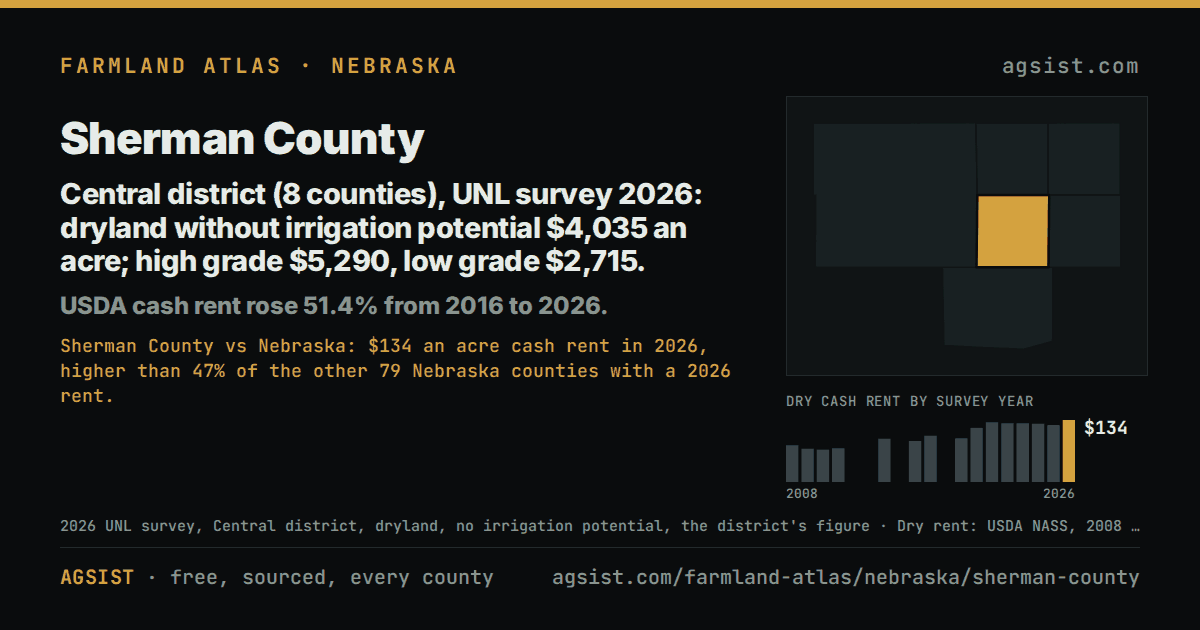 FARMLAND ATLAS · NEBRASKA
agsist.com
Sherman County
Central district (8 counties), UNL survey 2026:
dryland without irrigation potential $4,035 an
acre; high grade $5,290, low grade $2,715.
USDA cash rent rose 51.4% from 2016 to 2026.
Sherman County vs Nebraska: $134 an acre cash rent in 2026,
higher than 47% of the other 79 Nebraska counties with a 2026
rent.
DRY CASH RENT BY SURVEY YEAR
$134
2008 2026
2026 UNL survey, Central district, dryland, no irrigation potential, the district's figure · Dry rent: USDA NASS, 2008 …
AGSIST · free, sourced, every county
agsist.com/farmland-atlas/nebraska/sherman-county